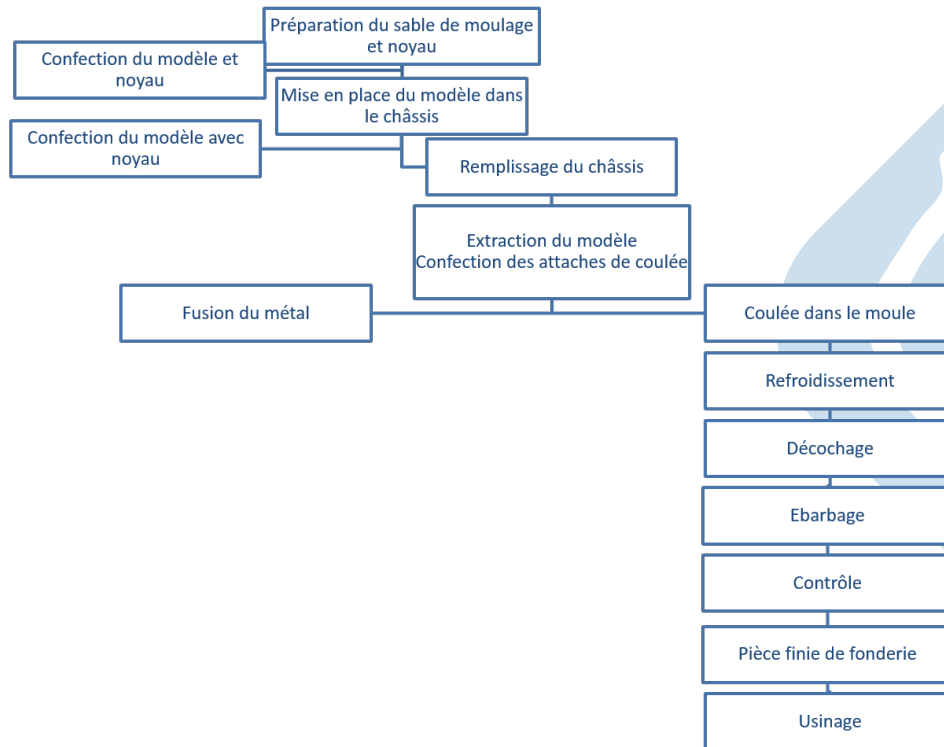 Préparation du sable de moulage
et noyau
Confection du modèle et
noyau
Mise en place du modèle dans
le châssis
Confection du modèle avec
noyau
Remplissage du châssis
Extraction du modèle
Confection des attaches de coulée
Fusion du métal
Coulée dans le moule
Refroidissement
Décochage
Ebarbage
Contrôle
Pièce finie de fonderie
Usinage